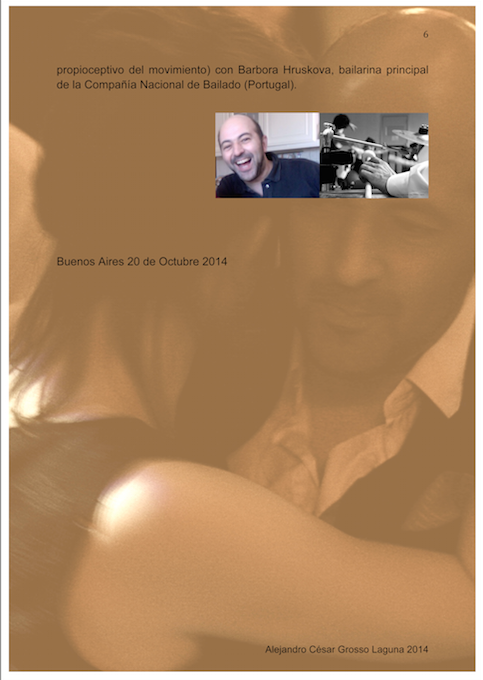 6
propioceptivo del movimiento) con Barbora Hruskova, bailarina principal
de la Compañía Nacional de Bailado (Portugal).
Buenos Aires 20 de Octubre 2014
Alejandro César Grosso Laguna 2014